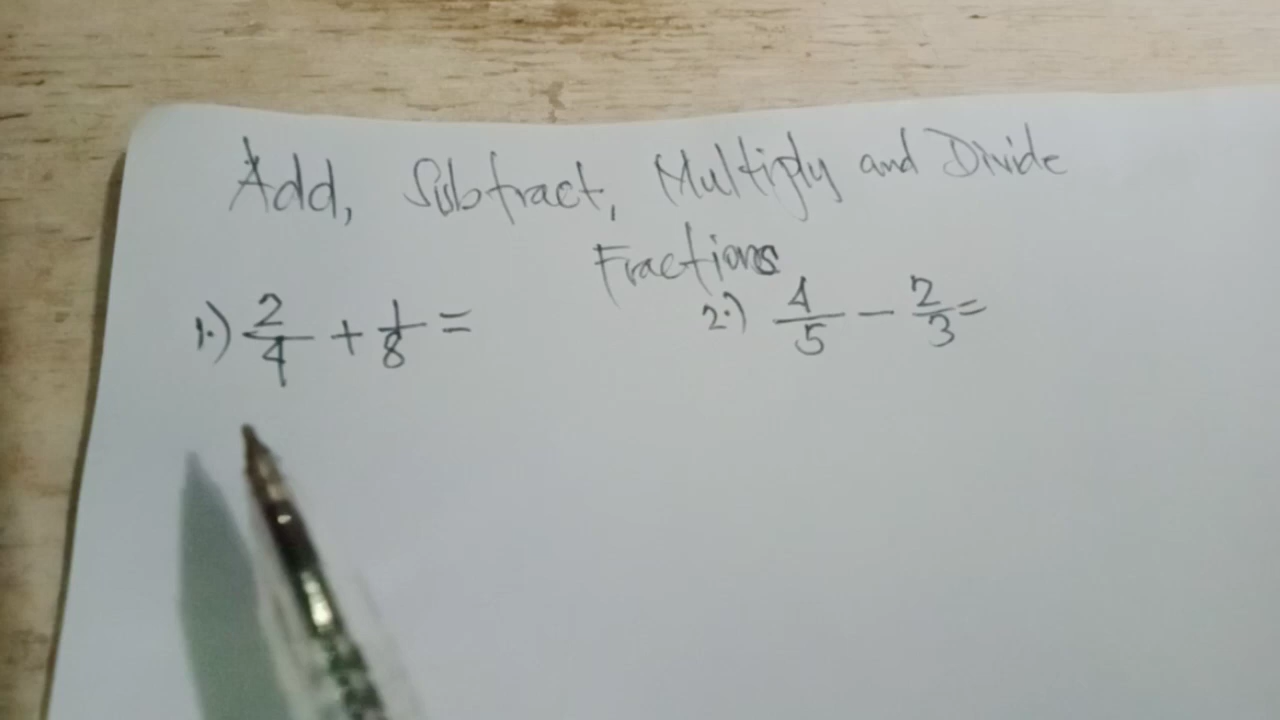 Add, Subtract, Multiply and Divide
Fractions
1.) 2/4 + 1/8 =
2.) 4/5 - 2/3 =